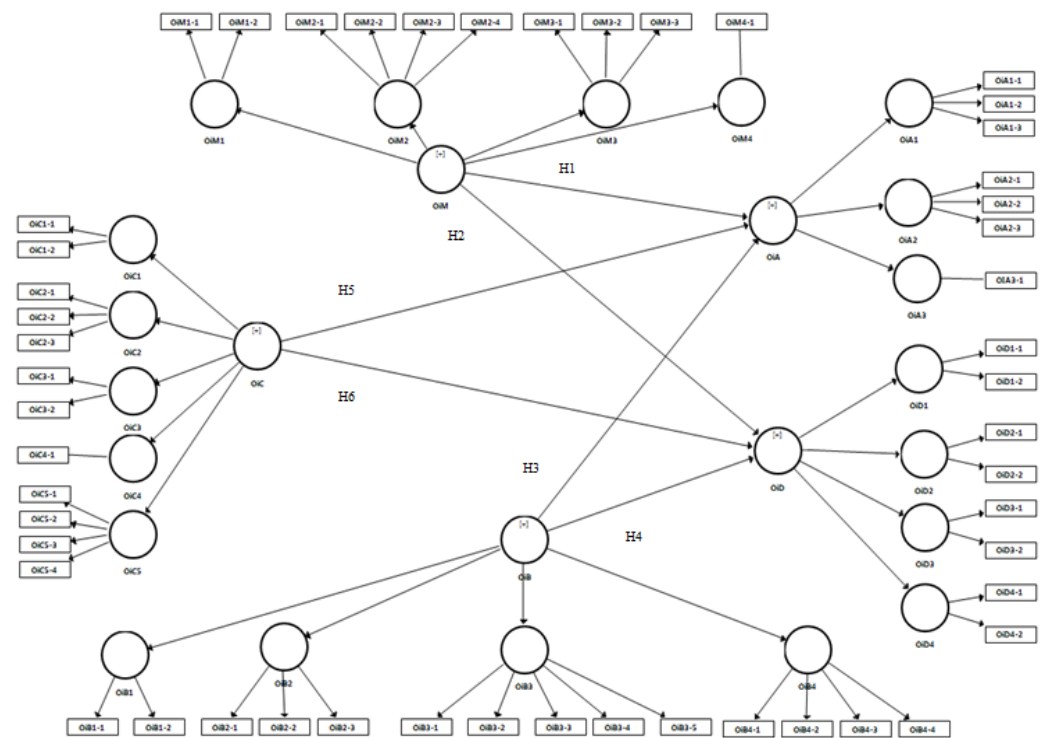 OiM1-1
OiM1-2
OiM2-1
OiM2-2
OiM2-3
OiM2-4
OiM3-1
OiM3-2
OiM3-3
OiM4-1
OiM1
OiM2
OiM3
OiM4
[+]
OiM
H1
H2
OiA1-1
OiA1-2
OiA1-3
OiA1
OiA2-1
OiA2-2
OiA2-3
OiA2
[+]
OiA
OIA3-1
OiA3
OiC1-1
OiC1-2
OiC1
OiC2-1
OiC2-2
OiC2-3
OiC2
OiC3-1
OiC3-2
OiC3
OiC4-1
OiC4
OiC5-1
OiC5-2
OiC5-3
OiC5-4
OiC5
[+]
OiC
H5
H6
OiD1-1
OiD1-2
OiD1
[+]
OiD
OiD2-1
OiD2-2
OiD2
OiD3-1
OiD3-2
OiD3
OiD4-1
OiD4-2
OiD4
H3
H4
[+]
OiB
OiB1
OiB2
OiB3
OiB4
OiB1-1
OiB1-2
OiB2-1
OiB2-2
OiB2-3
OiB3-1
OiB3-2
OiB3-3
OiB3-4
OiB3-5
OiB4-1
OiB4-2
OiB4-3
OiB4-4